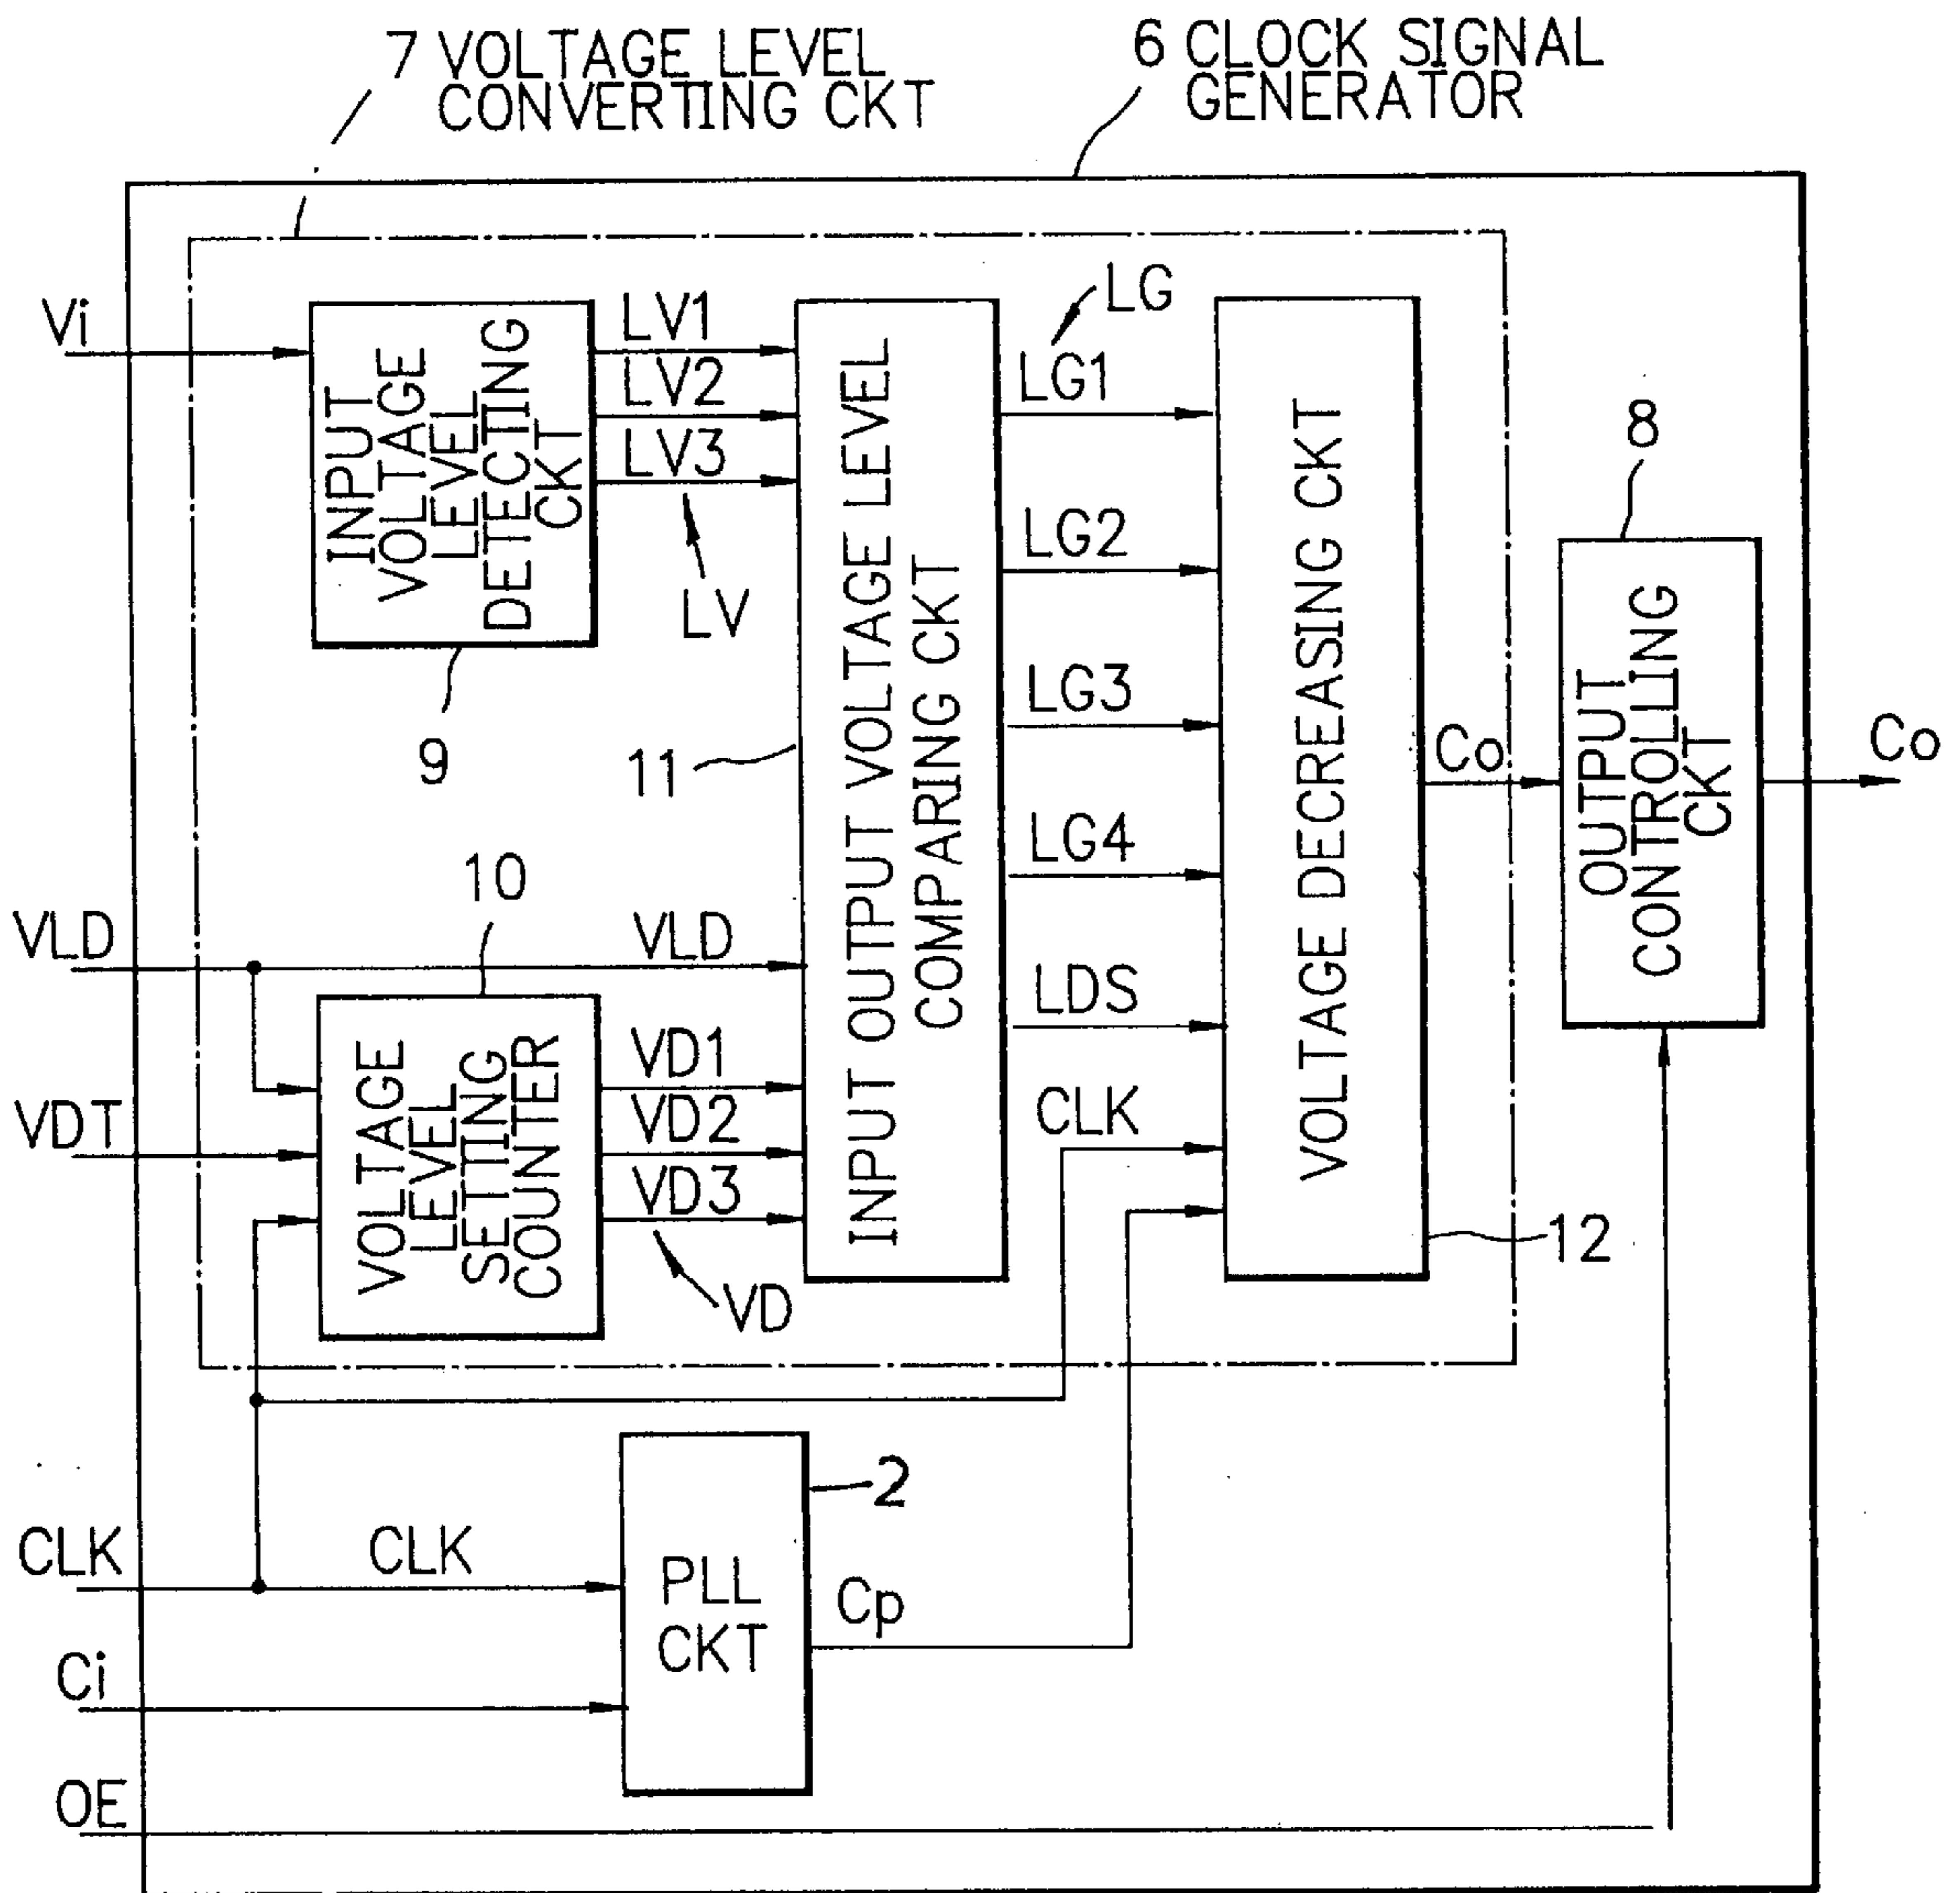 7 VOLTAGE LEVEL
CONVERTING CKT
6 CLOCK SIGNAL
GENERATOR
Vi
INPUT
VOLTAGE
LEVEL
DETECTING
CKT
9
LV1
LV2
LV3
LV
11
INPUT OUTPUT VOLTAGE LEVEL
COMPARING CKT
LG
LG1
LG2
LG3
LG4
LDS
CLK
VOLTAGE DECREASING CKT
12
Co
8
OUTPUT
CONTROLLING
CKT
Co
VLD
VLD
10
VDT
VOLTAGE
LEVEL
SETTING
COUNTER
VD1
VD2
VD3
VD
CLK
CLK
2
PLL
CKT
Cp
Ci
OE